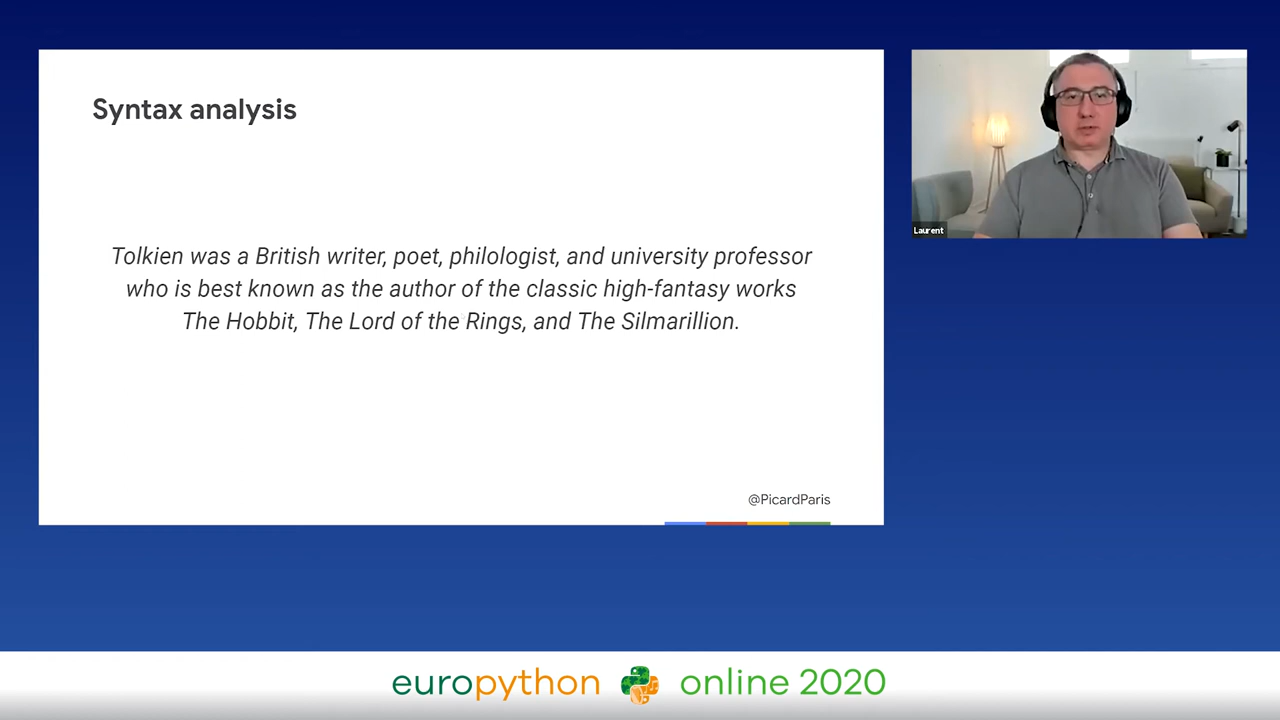 Syntax analysis
Tolkien was a British writer, poet, philologist, and university professor
who is best known as the author of the classic high-fantasy works
The Hobbit, The Lord of the Rings, and The Silmarillion.
@PicardParis
Laurent
europython online 2020